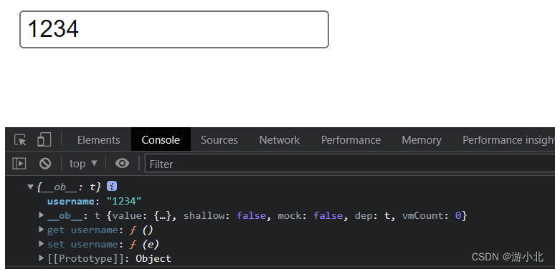 1234
Elements Console Sources Network Performance Memory Performance insigh
top ▼ Filter
▼{__ob__: t} i
username: "1234"
▶__ob__: t {value: {…}, shallow: false, mock: false, dep: t, vmCount: 0}
▶get username: ƒ ()
▶set username: ƒ (e)
▶[[Prototype]]: Object
CSDN @游小北